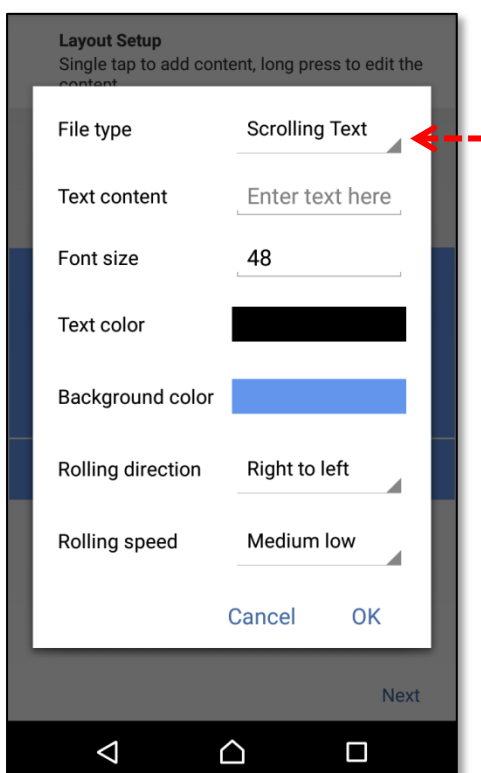 Layout Setup
Single tap to add content, long press to edit the
content
File type Scrolling Text
Text content Enter text here
Font size 48
Text color
Background color
Rolling direction Right to left
Rolling speed Medium low
Cancel OK
Next